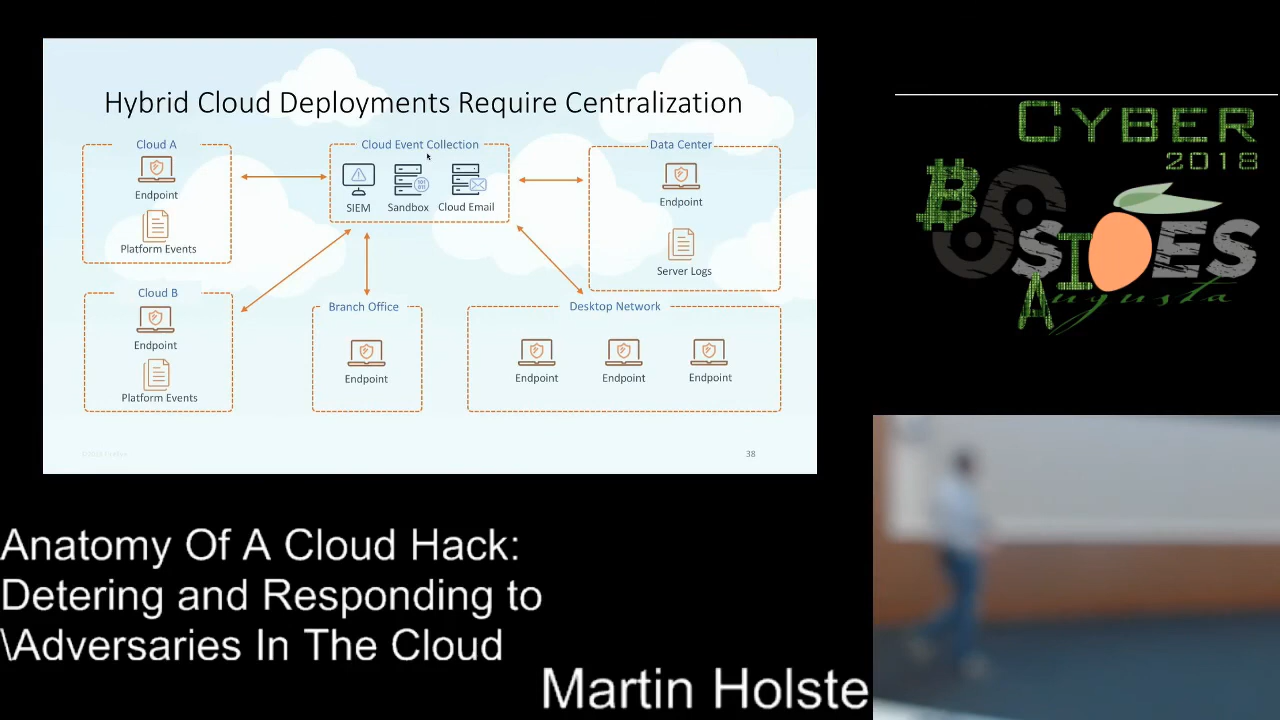 Hybrid Cloud Deployments Require Centralization
Cloud A
Endpoint
Platform Events
Cloud Event Collection
SIEM
Sandbox
Cloud Email
Data Center
Endpoint
Server Logs
Cloud B
Endpoint
Platform Events
Branch Office
Endpoint
Desktop Network
Endpoint
Endpoint
Endpoint
38
CYBER
2018
BSIDES
Augusta
Anatomy Of A Cloud Hack:
Detering and Responding to
\Adversaries In The Cloud
Martin Holste